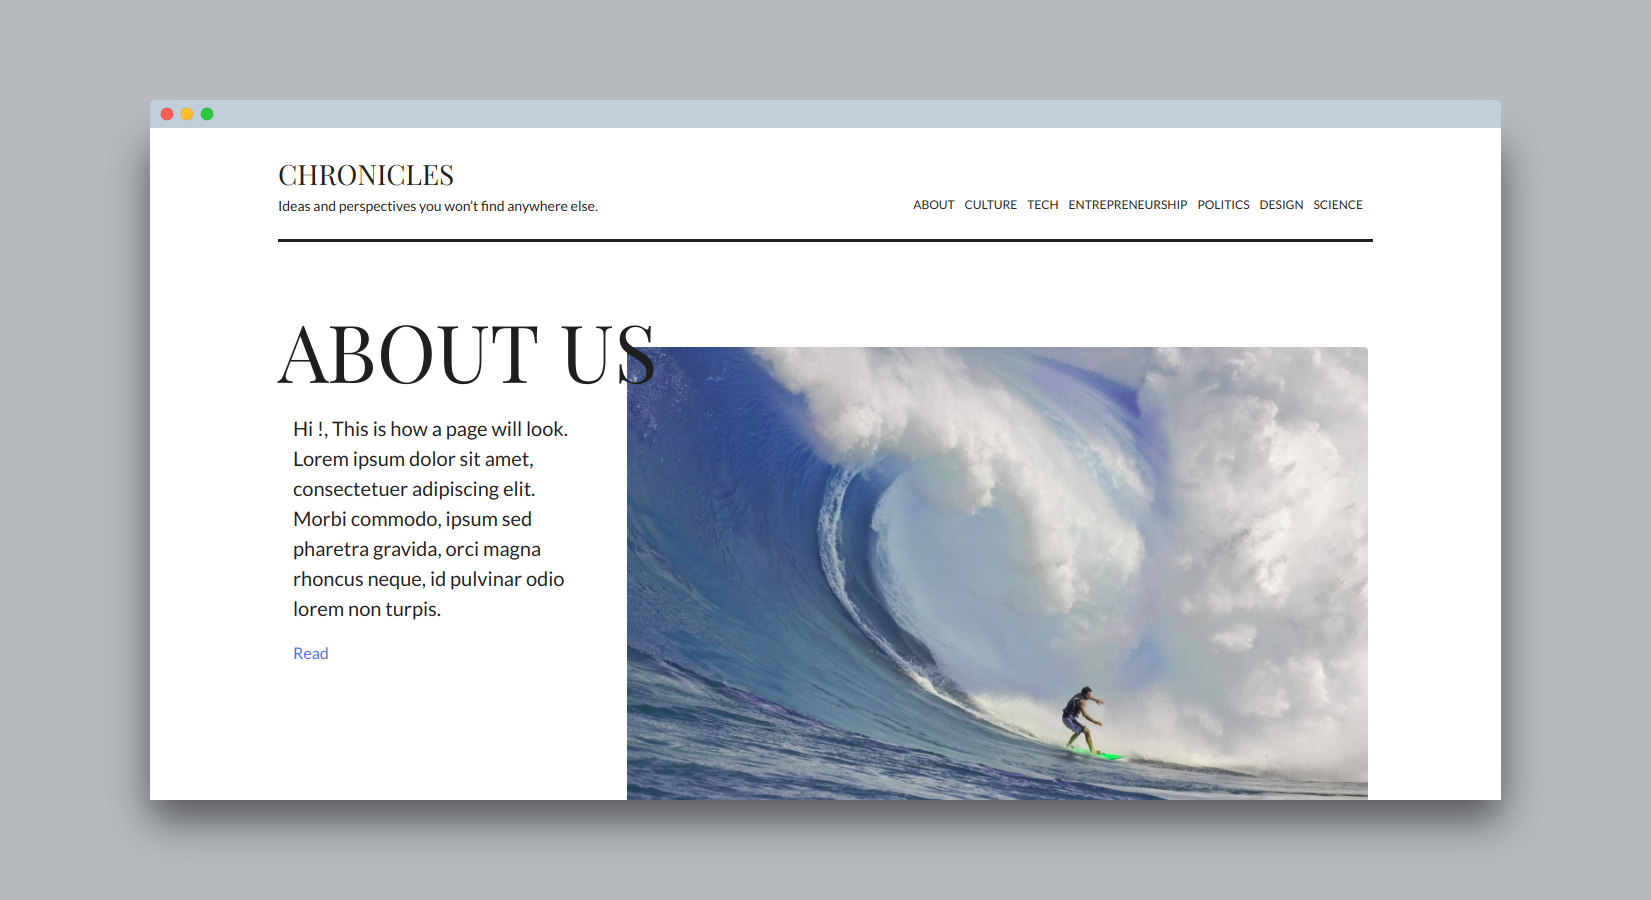 CHRONICLES
Ideas and perspectives you won't find anywhere else.
ABOUT CULTURE TECH ENTREPRENEURSHIP POLITICS DESIGN SCIENCE
ABOUT US
Hi !, This is how a page will look.
Lorem ipsum dolor sit amet,
consectetuer adipiscing elit.
Morbi commodo, ipsum sed
pharetra gravida, orci magna
rhoncus neque, id pulvinar odio
lorem non turpis.
Read